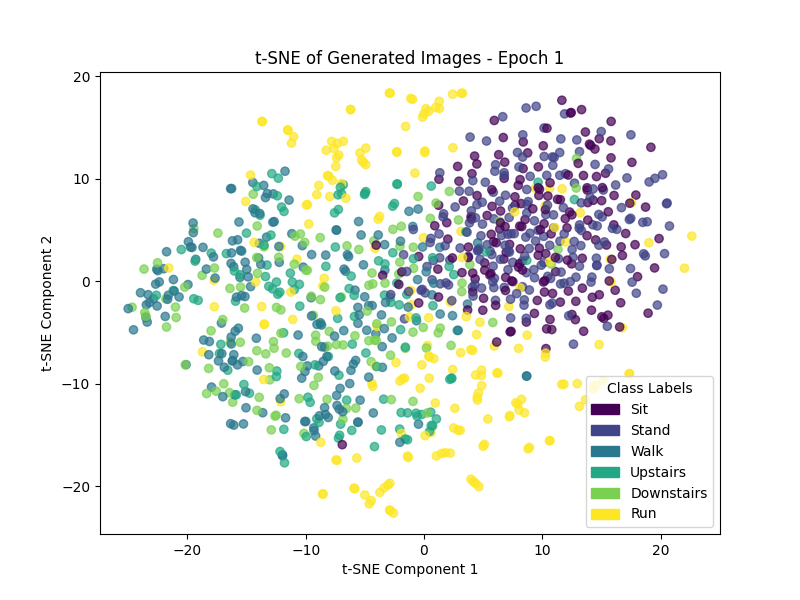 t-SNE of Generated Images - Epoch 1
t-SNE Component 2
20
10
0
−10
−20
−20
−10
0
10
20
t-SNE Component 1
Class Labels
Sit
Stand
Walk
Upstairs
Downstairs
Run